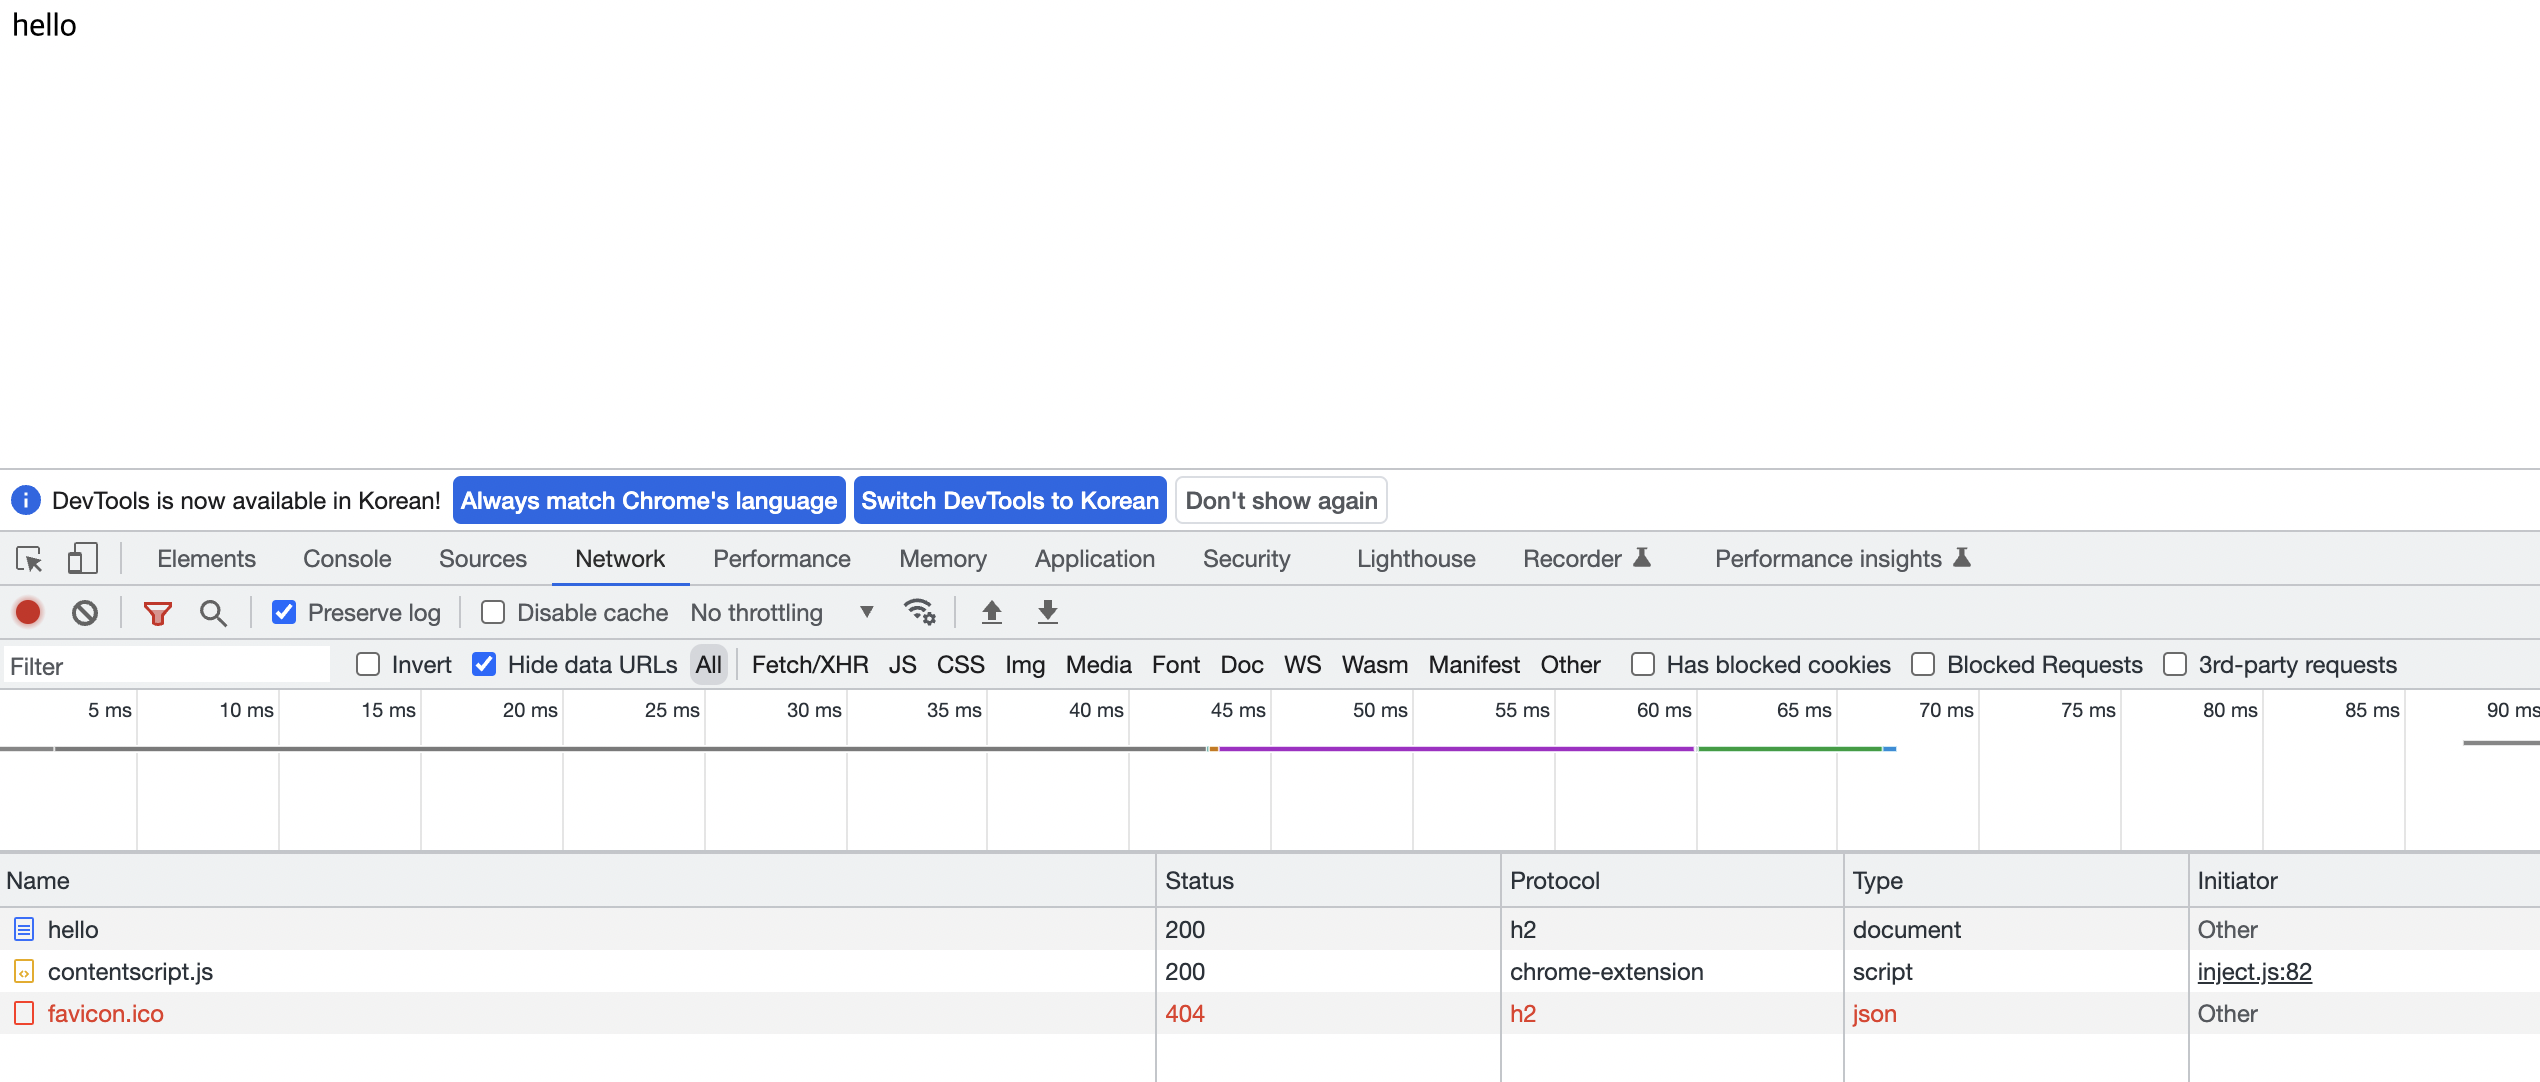 hello
DevTools is now available in Korean! Always match Chrome's language Switch DevTools to Korean Don't show again
Elements Console Sources Network Performance Memory Application Security Lighthouse Recorder Performance insights
Preserve log Disable cache No throttling
Filter Invert Hide data URLs All Fetch/XHR JS CSS Img Media Font Doc WS Wasm Manifest Other Has blocked cookies Blocked Requests 3rd-party requests
5 ms 10 ms 15 ms 20 ms 25 ms 30 ms 35 ms 40 ms 45 ms 50 ms 55 ms 60 ms 65 ms 70 ms 75 ms 80 ms 85 ms 90 ms
Name Status Protocol Type Initiator
hello 200 h2 document Other
contentscript.js 200 chrome-extension script inject.js:82
favicon.ico 404 h2 json Other